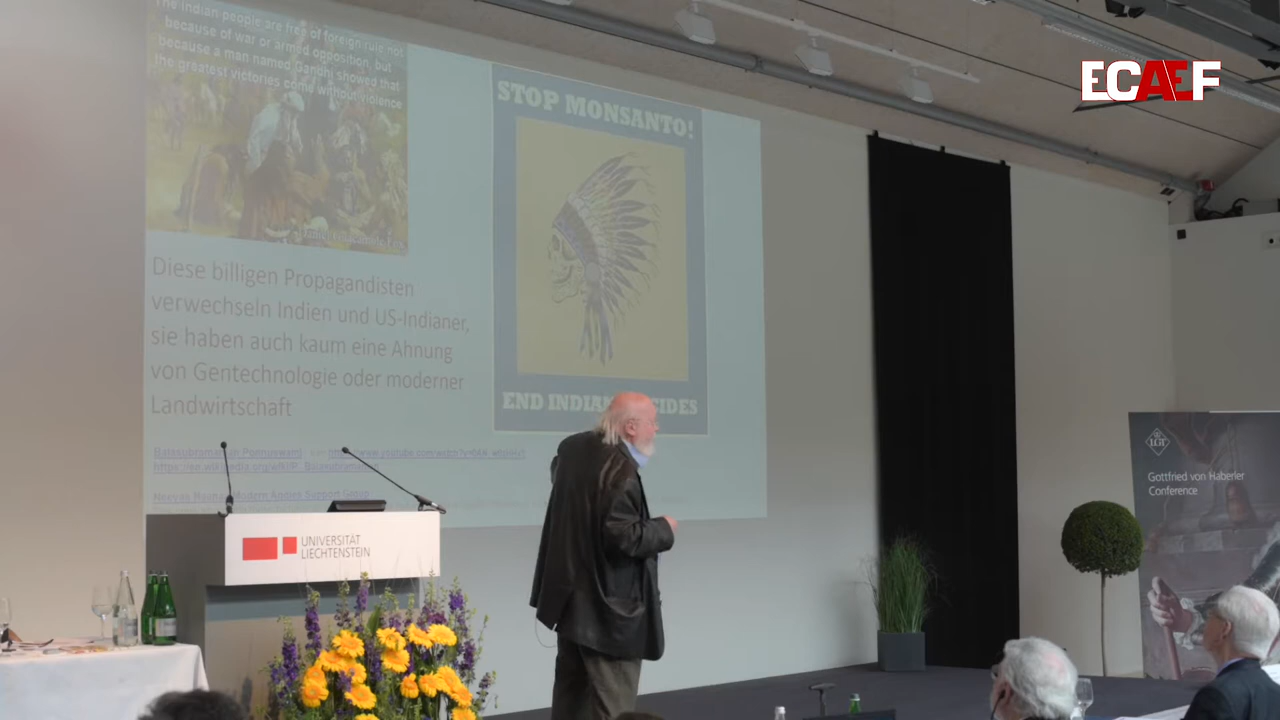 The Indian people are free of foreign rule not
because of war or armed opposition, but
because a man named Gandhi showed that
the greatest victories come without violence
STOP MONSANTO!
END INDIA
CIDES
Diese billigen Propagandisten
verwechseln Indien und US-Indianer,
sie haben auch kaum eine Ahnung
von Gentechnologie oder moderner
Landwirtschaft
UNIVERSITÄT
LIECHTENSTEIN
ECAEF
LGT
Gottfried von Haberler
Conference